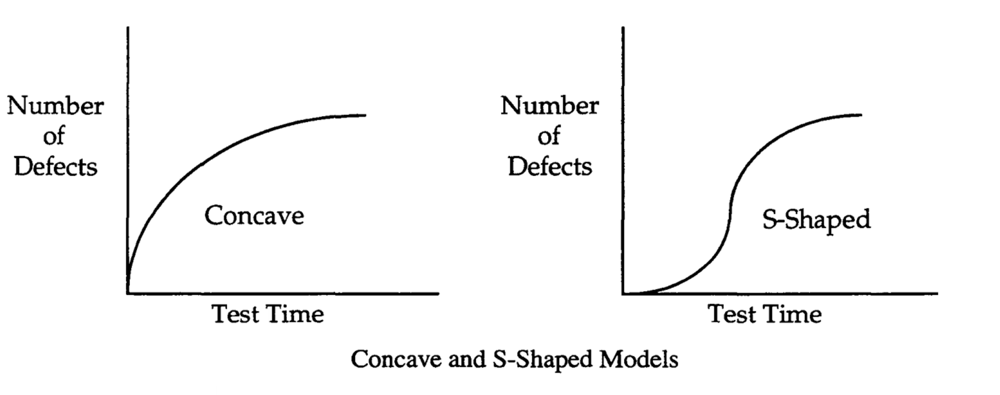 Number
of
Defects
Concave
Test Time
Number
of
Defects
S-Shaped
Test Time
Concave and S-Shaped Models